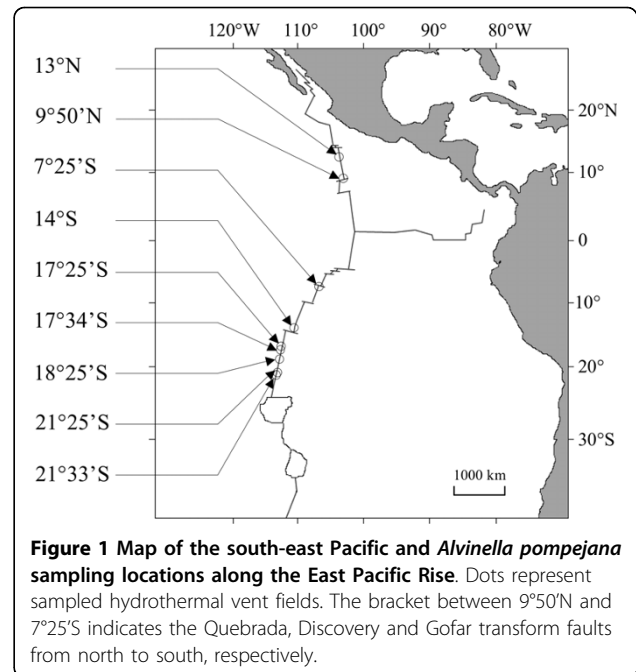 120°W 100° 90° 80°W
13°N
9°50'N
7°25'S
14°S
17°25'S
17°34'S
18°25'S
21°25'S
21°33'S
20°N
10°
0
10°
20°
30°S
1000 km
Figure 1 Map of the south-east Pacific and Alvinella pompejana
sampling locations along the East Pacific Rise. Dots represent
sampled hydrothermal vent fields. The bracket between 9°50'N and
7°25'S indicates the Quebrada, Discovery and Gofar transform faults
from north to south, respectively.